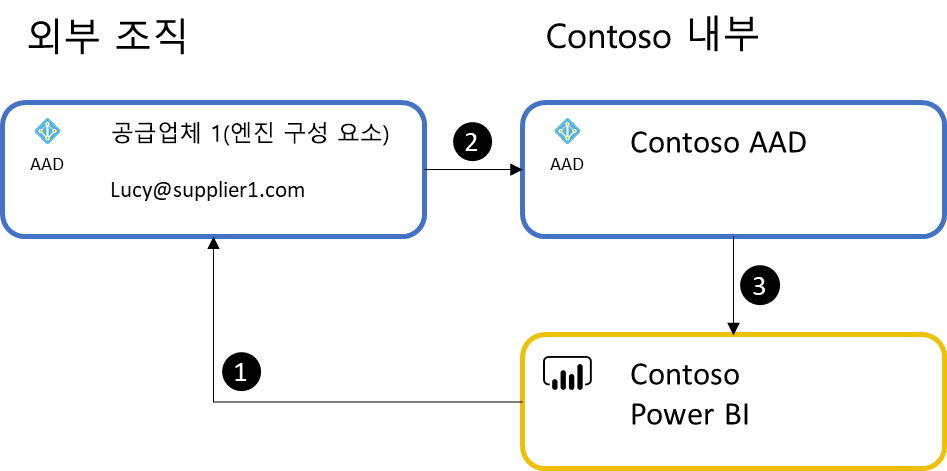 외부 조직
Contoso 내부
AAD
공급업체 1(엔진 구성 요소)
Lucy@supplier1.com
2
AAD
Contoso AAD
3
1
Contoso
Power BI